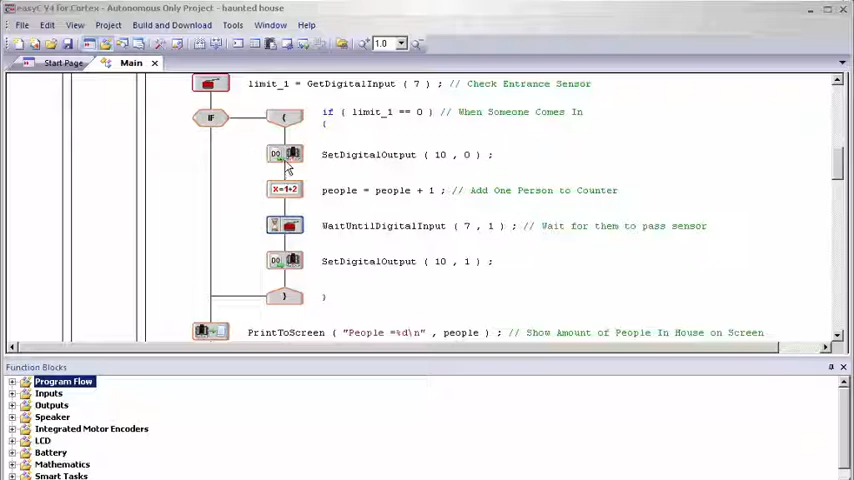 easyC V4 for Cortex - Autonomous Only Project - haunted house
File Edit View Project Build and Download Tools Window Help
1.0
Start Page Main
limit_1 = GetDigitalInput ( 7 ) ; // Check Entrance Sensor
IF { if ( limit_1 == 0 ) // When Someone Comes In
{
DO SetDigitalOutput ( 10 , 0 ) ;
X=1+2 people = people + 1 ; // Add One Person to Counter
WaitUntilDigitalInput ( 7 , 1 ) ; // Wait for them to pass sensor
DO SetDigitalOutput ( 10 , 1 ) ;
} }
PrintToScreen ( "People =%d\n" , people ) ; // Show Amount of People In House on Screen
Function Blocks
Program Flow
Inputs
Outputs
Speaker
Integrated Motor Encoders
LCD
Battery
Mathematics
Smart Tasks